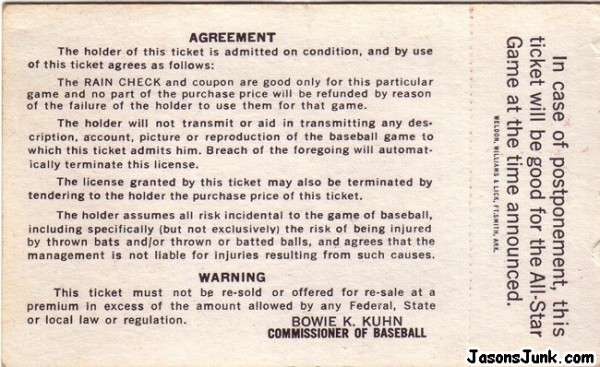 AGREEMENT
The holder of this ticket is admitted on condition, and by use
of this ticket agrees as follows:
The RAIN CHECK and coupon are good only for this particular
game and no part of the purchase price will be refunded by reason
of the failure of the holder to use them for that game.
The holder will not transmit or aid in transmitting any des-
cription, account, picture or reproduction of the baseball game to
which this ticket admits him. Breach of the foregoing will automat-
ically terminate this license.
The license granted by this ticket may also be terminated by
tendering to the holder the purchase price of this ticket.
The holder assumes all risk incidental to the game of baseball,
including specifically (but not exclusively) the risk of being injured
by thrown bats and/or thrown or batted balls, and agrees that the
management is not liable for injuries resulting from such causes.
WARNING
This ticket must not be re-sold or offered for re-sale at a
premium in excess of the amount allowed by any Federal, State
or local law or regulation.
BOWIE K. KUHN
COMMISSIONER OF BASEBALL
In case of postponement, this
ticket will be good for the All-Star
Game at the time announced.
WELDON, WILLIAMS & LICK, FT. SMITH, ARK.
JasonsJunk.com